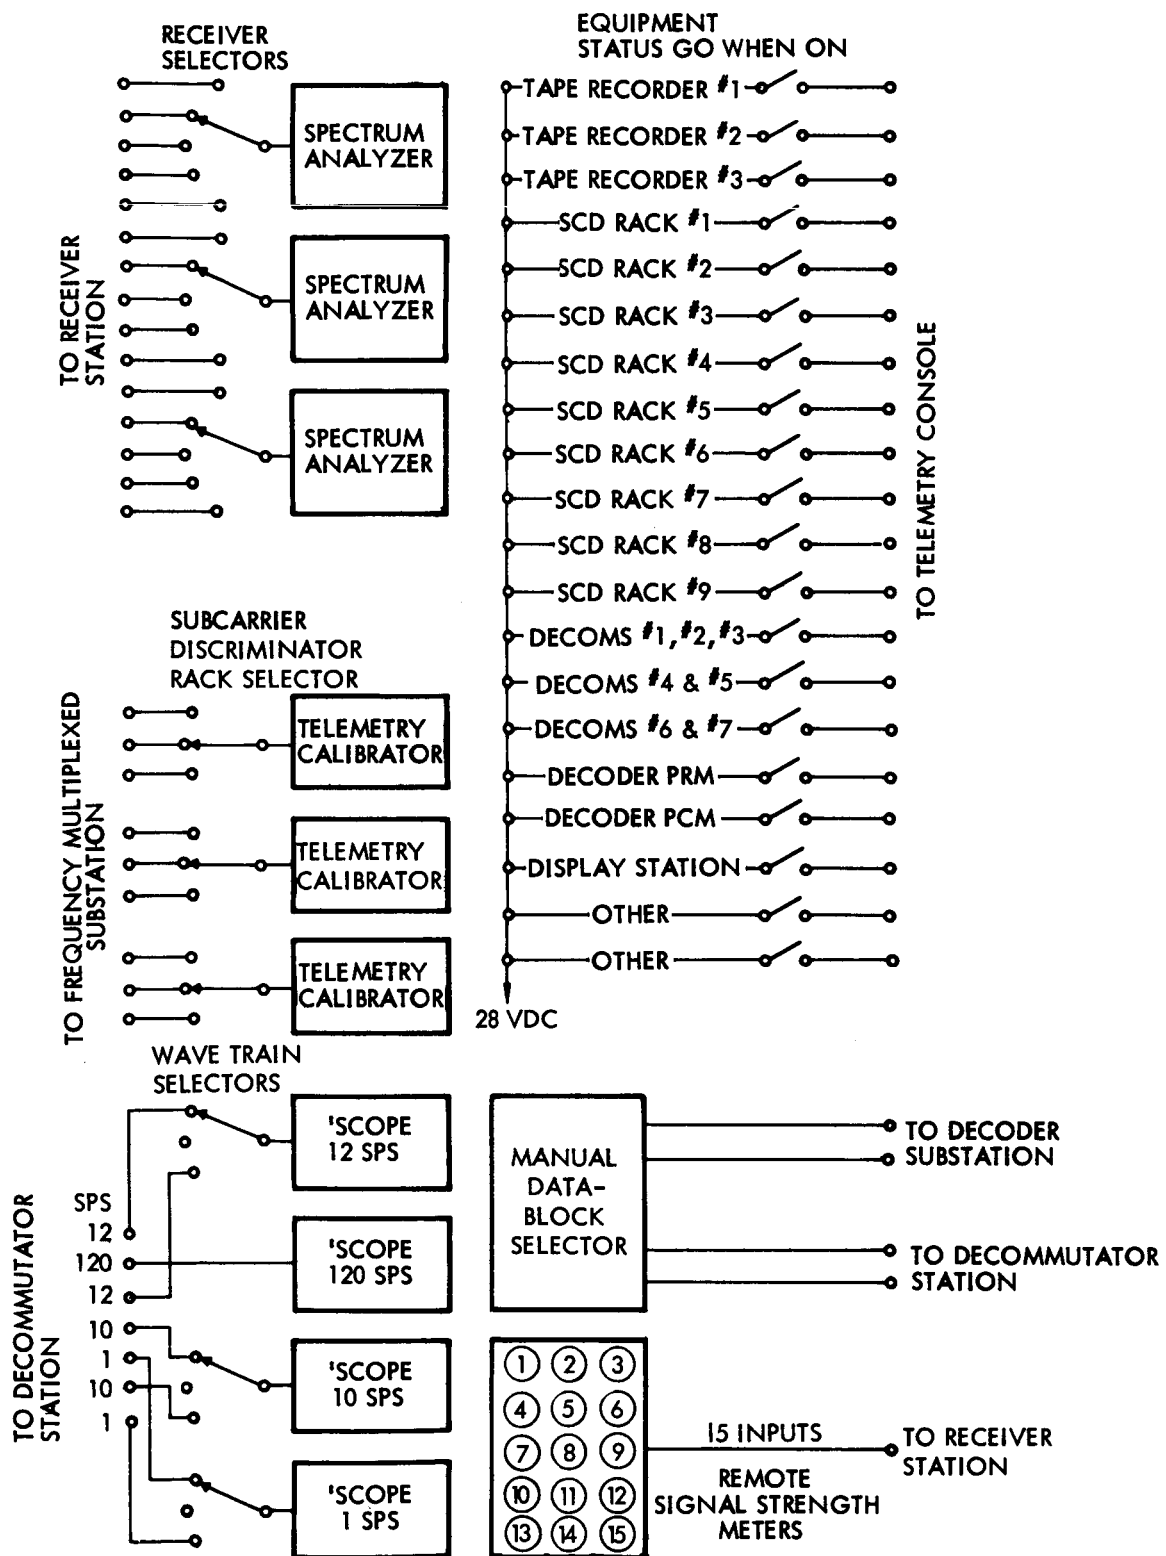 RECEIVER
SELECTORS
SPECTRUM
ANALYZER
SPECTRUM
ANALYZER
SPECTRUM
ANALYZER
TO RECEIVER
STATION
EQUIPMENT
STATUS GO WHEN ON
TAPE RECORDER #1
TAPE RECORDER #2
TAPE RECORDER #3
SCD RACK #1
SCD RACK #2
SCD RACK #3
SCD RACK #4
SCD RACK #5
SCD RACK #6
SCD RACK #7
SCD RACK #8
SCD RACK #9
DECOMS #1,#2,#3
DECOMS #4 & #5
DECOMS #6 & #7
DECODER PRM
DECODER PCM
DISPLAY STATION
OTHER
OTHER
28 VDC
TO TELEMETRY CONSOLE
SUBCARRIER
DISCRIMINATOR
RACK SELECTOR
TELEMETRY
CALIBRATOR
TELEMETRY
CALIBRATOR
TELEMETRY
CALIBRATOR
TO FREQUENCY MULTIPLEXED
SUBSTATION
WAVE TRAIN
SELECTORS
'SCOPE
12 SPS
'SCOPE
120 SPS
'SCOPE
10 SPS
'SCOPE
1 SPS
SPS
12
120
12
10
1
10
1
TO DECOMMUTATOR
STATION
MANUAL
DATA-
BLOCK
SELECTOR
TO DECODER
SUBSTATION
TO DECOMMUTATOR
STATION
1 2 3
4 5 6
7 8 9
10 11 12
13 14 15
15 INPUTS
REMOTE
SIGNAL STRENGTH
METERS
TO RECEIVER
STATION